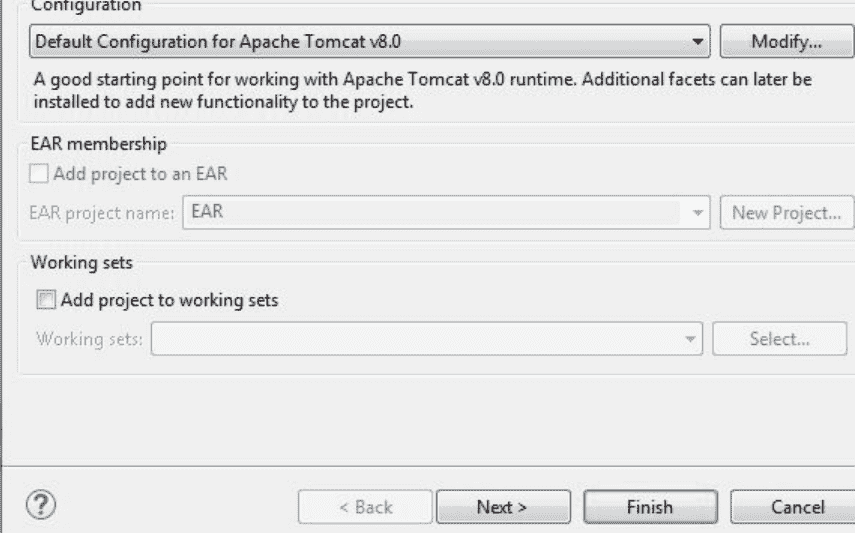 Configuration
Default Configuration for Apache Tomcat v8.0
Modify...
A good starting point for working with Apache Tomcat v8.0 runtime. Additional facets can later be
installed to add new functionality to the project.
EAR membership
Add project to an EAR
EAR project name:
EAR
New Project...
Working sets
Add project to working sets
Working sets:
Select...
?
< Back
Next >
Finish
Cancel